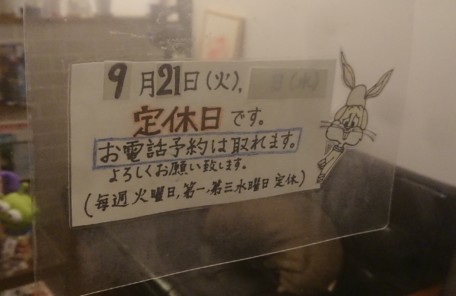 9月21日(火),
定休日です。
お電話予約は取れます。
よろしくお願い致します。
(毎週火曜日,第一,第三水曜日定休)